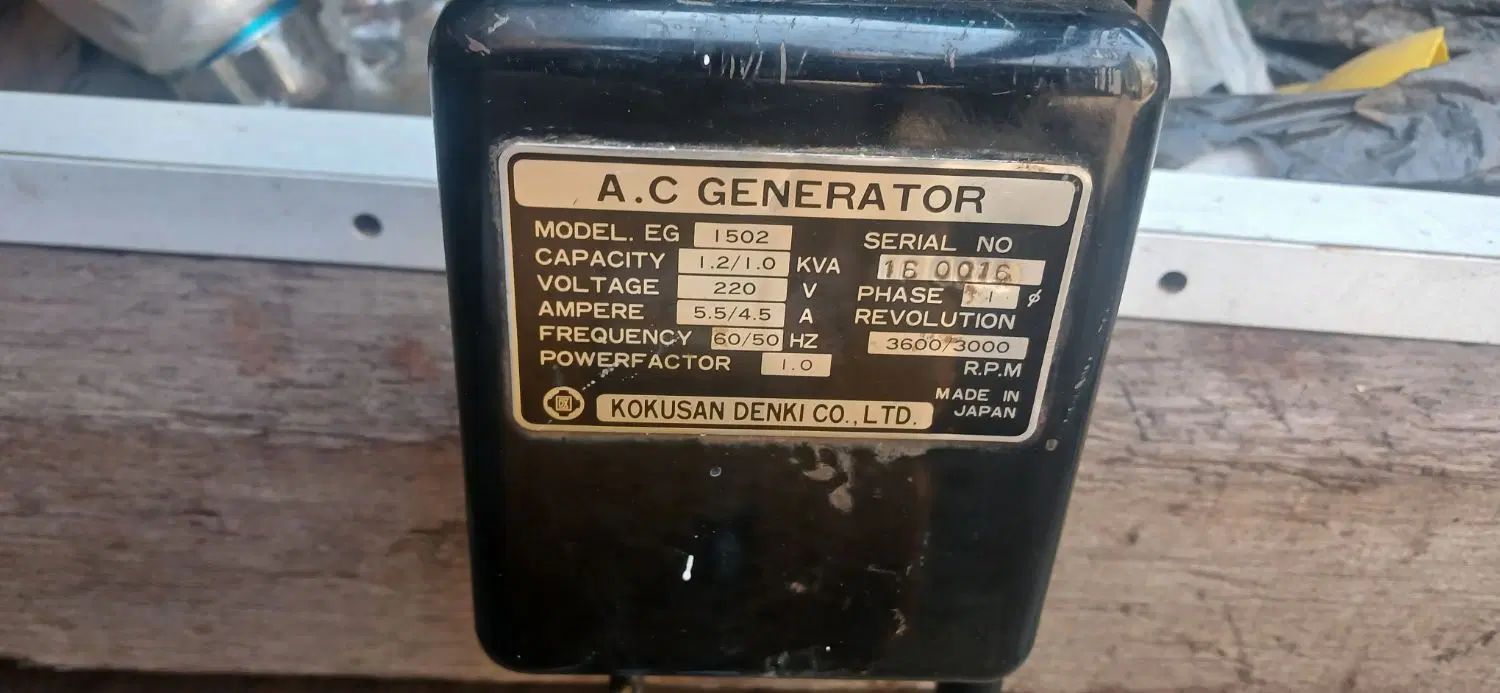 A.C GENERATOR
MODEL. EG 1502
SERIAL NO
CAPACITY 1.2/1.0 KVA
16 0016
VOLTAGE 220 V
PHASE 1 ϕ
AMPERE 5.5/4.5 A
REVOLUTION
FREQUENCY 60/50 HZ
3600/3000
POWERFACTOR 1.0
R.P.M
MADE IN
JAPAN
KOKUSAN DENKI CO., LTD.